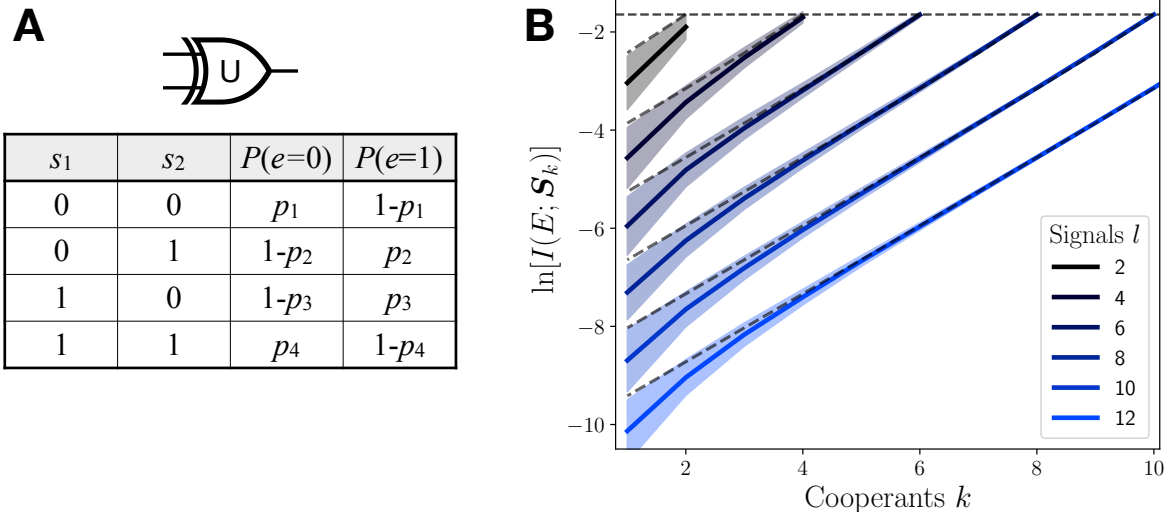 A
U
s1 s2 P(e=0) P(e=1)
0 0 p1 1-p1
0 1 1-p2 p2
1 0 1-p3 p3
1 1 p4 1-p4
B
ln[I(E; Sk)]
−2
−4
−6
−8
−10
Signals l
2
4
6
8
10
12
2 4 6 8 10
Cooperants k